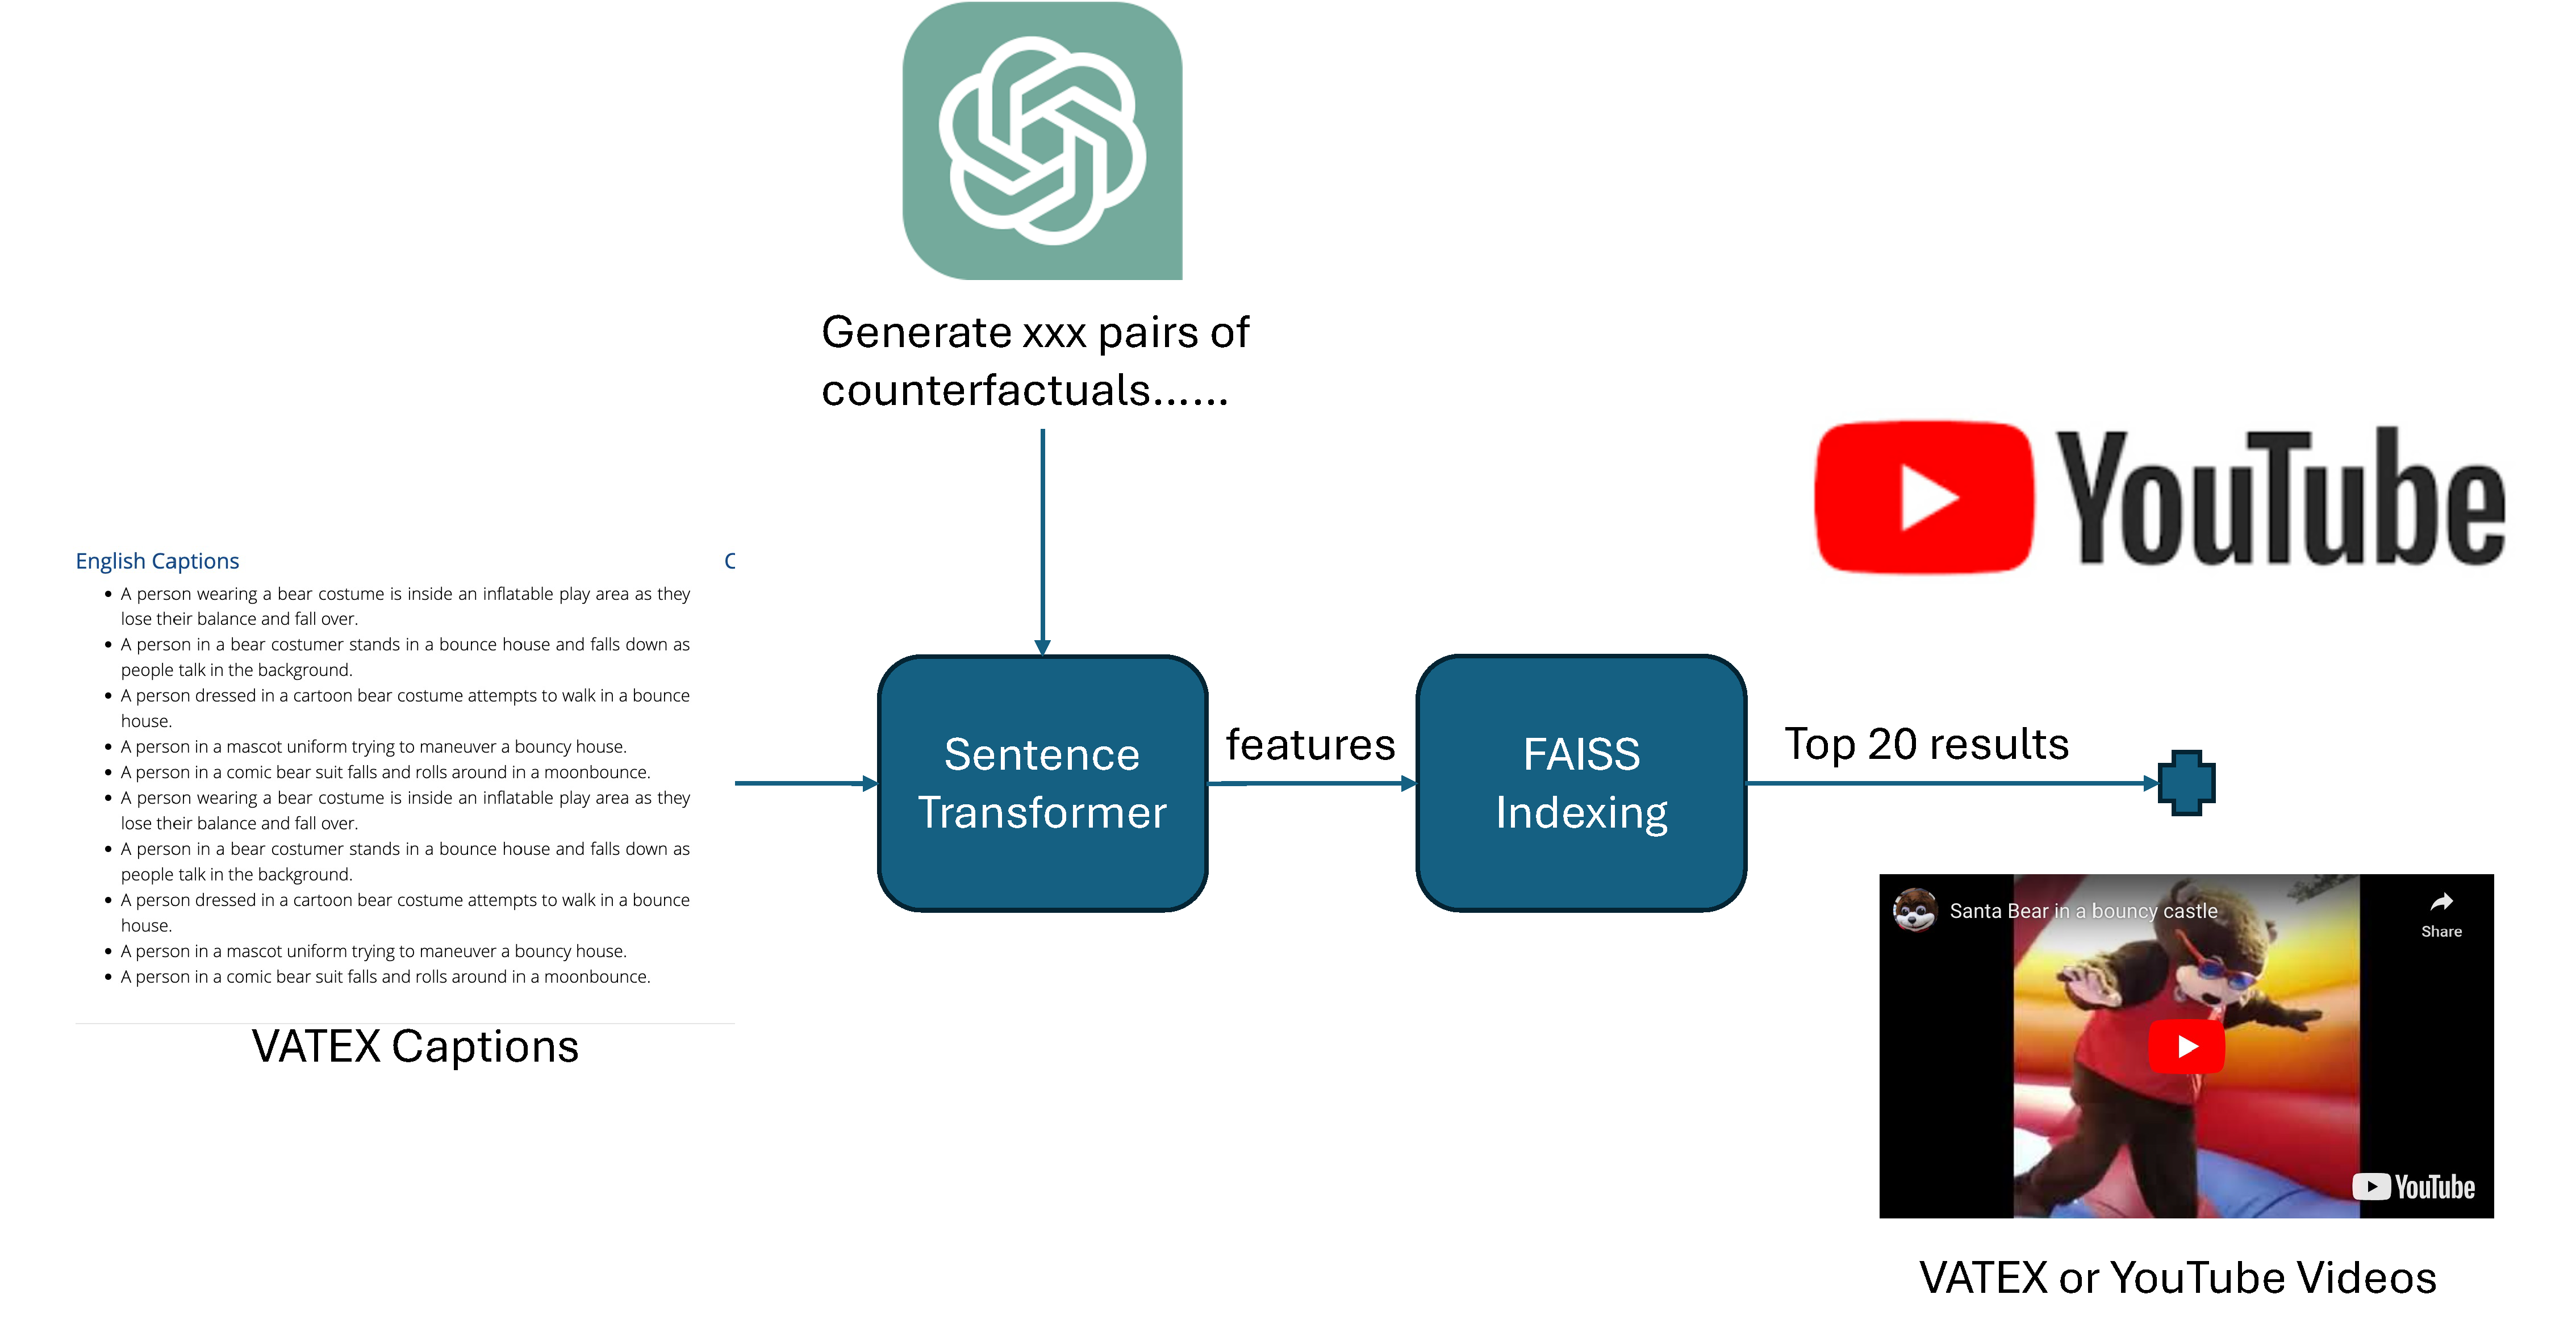 Generate xxx pairs of
counterfactuals......
YouTube
English Captions
C
• A person wearing a bear costume is inside an inflatable play area as they
lose their balance and fall over.
• A person in a bear costumer stands in a bounce house and falls down as
people talk in the background.
• A person dressed in a cartoon bear costume attempts to walk in a bounce
house.
• A person in a mascot uniform trying to maneuver a bouncy house.
• A person in a comic bear suit falls and rolls around in a moonbounce.
• A person wearing a bear costume is inside an inflatable play area as they
lose their balance and fall over.
• A person in a bear costumer stands in a bounce house and falls down as
people talk in the background.
• A person dressed in a cartoon bear costume attempts to walk in a bounce
house.
• A person in a mascot uniform trying to maneuver a bouncy house.
• A person in a comic bear suit falls and rolls around in a moonbounce.
VATEX Captions
Sentence
Transformer
features
FAISS
Indexing
Top 20 results
Santa Bear in a bouncy castle
Share
YouTube
VATEX or YouTube Videos